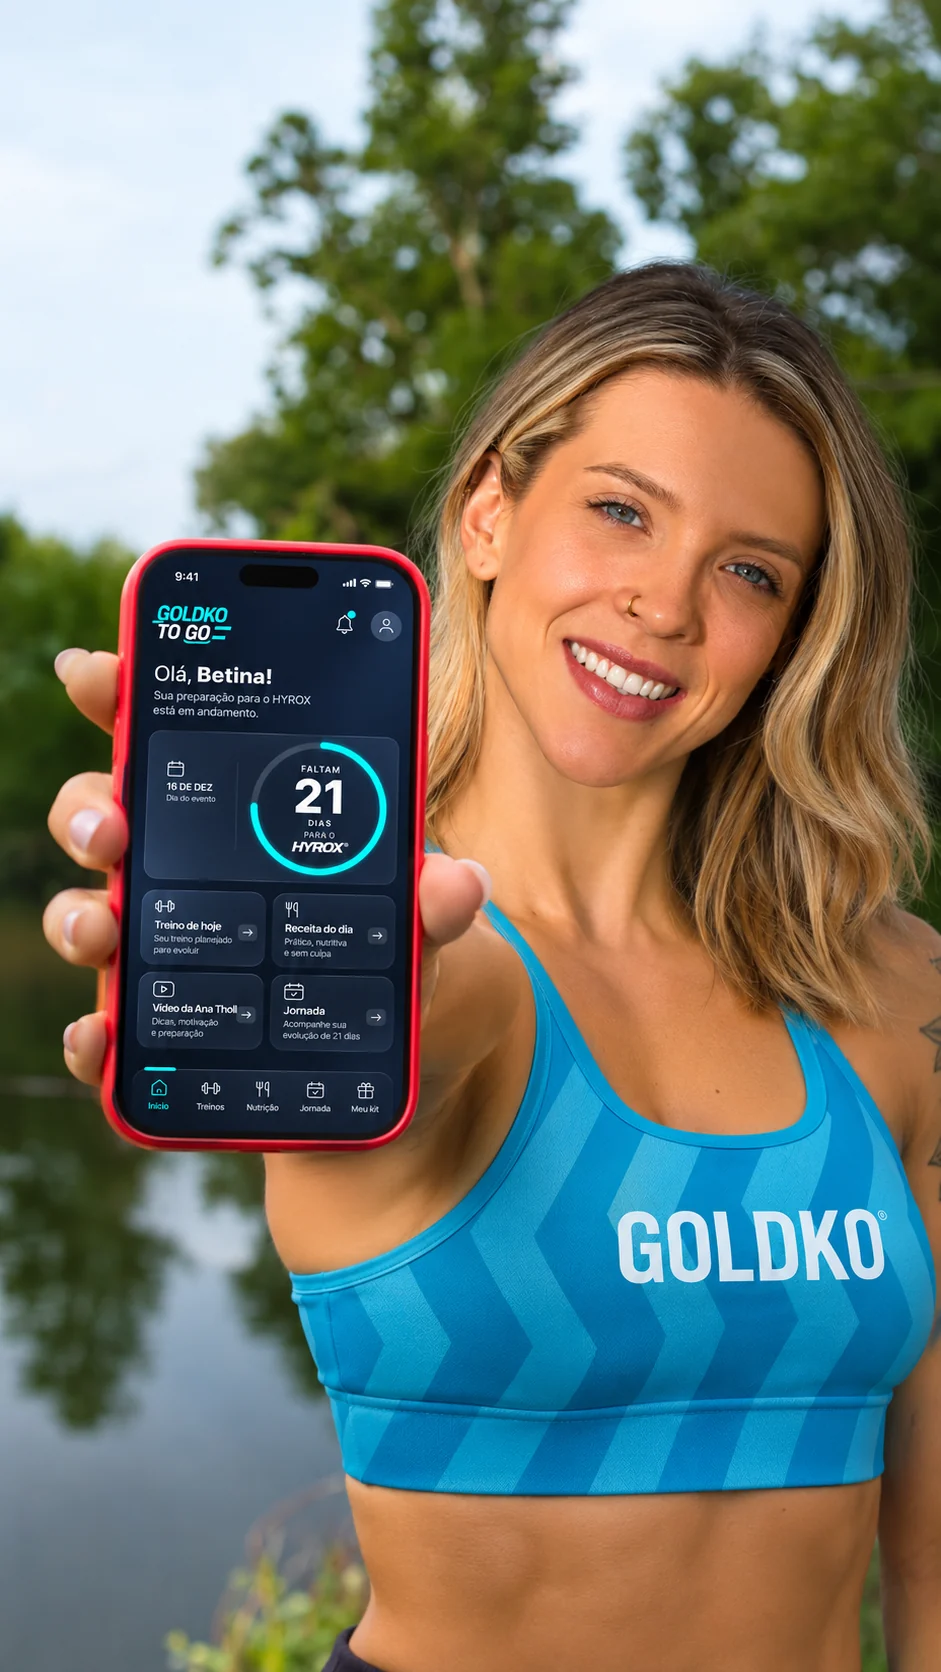 9:41
GOLDKO
TO GO
Olá, Betina!
Sua preparação para o HYROX
está em andamento.
16 DE DEZ
Dia do evento
FALTAM
21
DIAS
PARA O
HYROX®
Treino de hoje
Seu treino planejado
para evoluir
Receita do dia
Prática, nutritiva
e sem culpa
Vídeo da Ana Tholl
Dicas, motivação
e preparação
Jornada
Acompanhe sua
evolução de 21 dias
Início
Treinos
Nutrição
Jornada
Meu kit
GOLDKO®